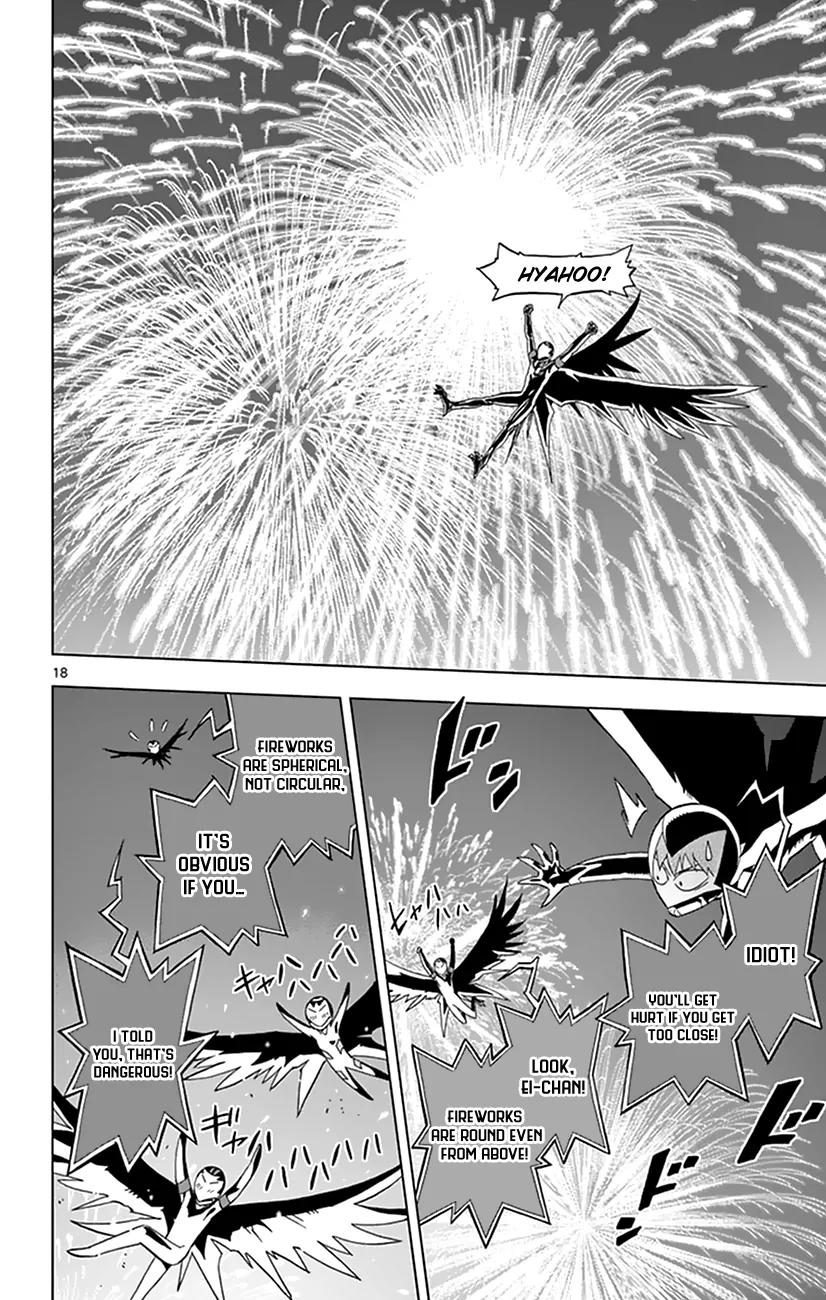 HYAHOO!
18
IDIOT!
YOU'LL GET
HURT IF YOU GET
TOO CLOSE!
ドドドン
ヒャハハ
LOOK,
EI-CHAN!
FIREWORKS
ARE ROUND EVEN
FROM ABOVE!
ドン
FIREWORKS
ARE SPHERICAL,
NOT CIRCULAR,
IT'S
OBVIOUS
IF YOU...
キャハハハ
I TOLD
YOU, THAT'S
DANGEROUS!
ギャハハ